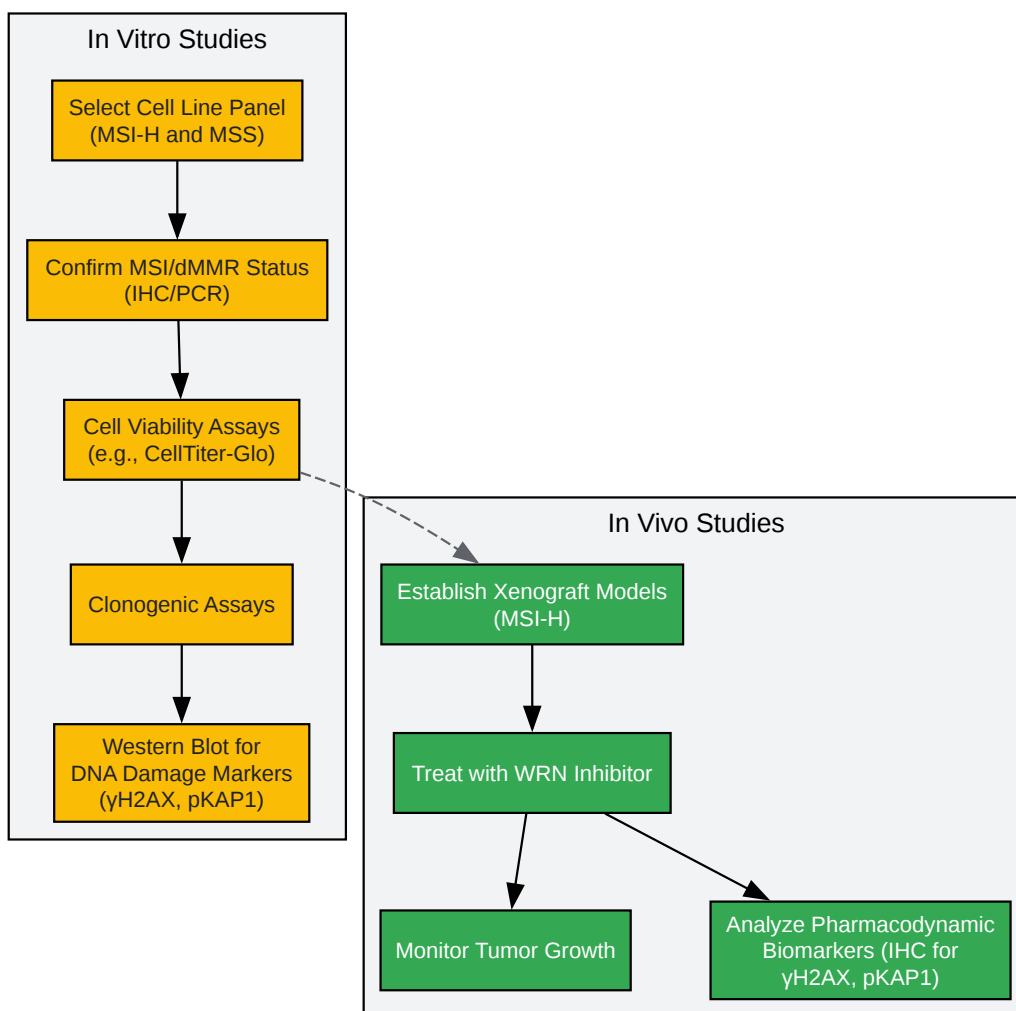 In Vitro Studies
Select Cell Line Panel
(MSI-H and MSS)
Confirm MSI/dMMR Status
(IHC/PCR)
Cell Viability Assays
(e.g., CellTiter-Glo)
Clonogenic Assays
Western Blot for
DNA Damage Markers
(γH2AX, pKAP1)
In Vivo Studies
Establish Xenograft Models
(MSI-H)
Treat with WRN Inhibitor
Monitor Tumor Growth
Analyze Pharmacodynamic
Biomarkers (IHC for
γH2AX, pKAP1)